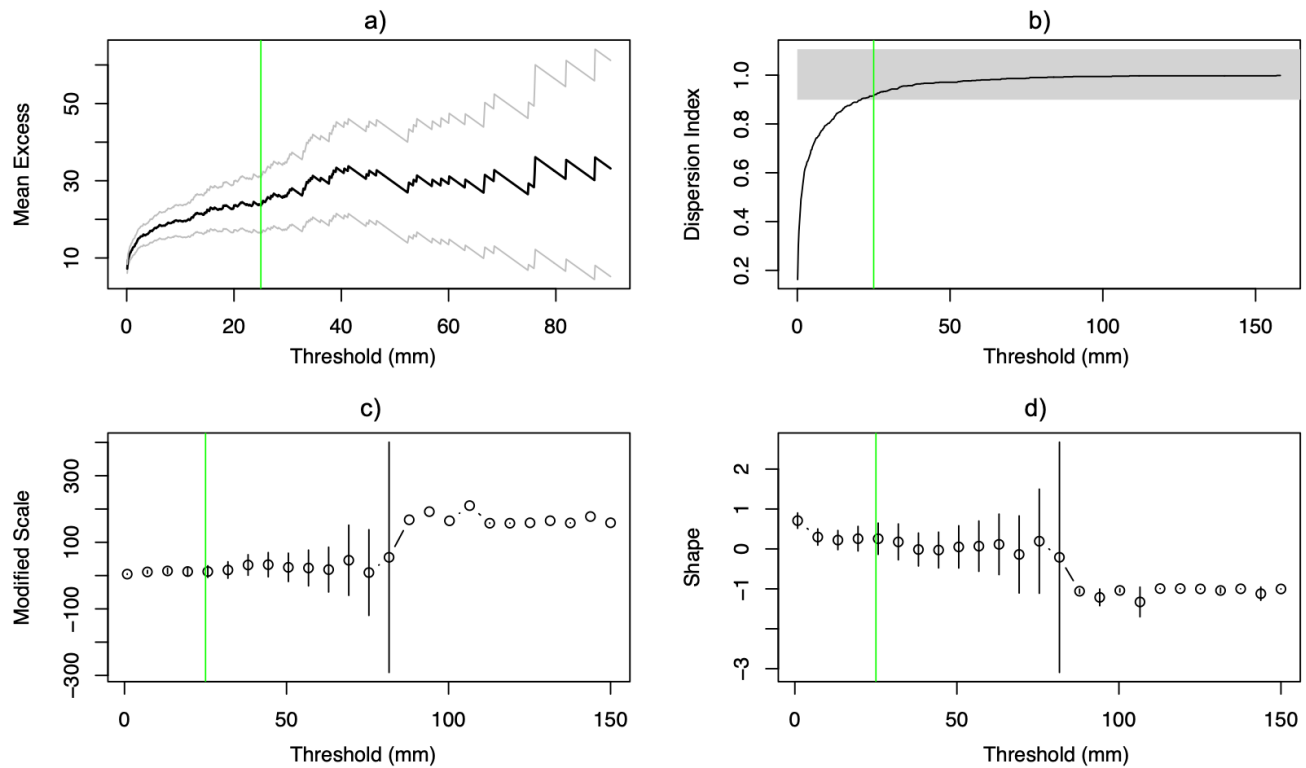 a)
Mean Excess
50
30
10
0
20
40
60
80
Threshold (mm)
b)
Dispersion Index
1.0
0.8
0.6
0.4
0.2
0
50
100
150
Threshold (mm)
c)
Modified Scale
300
100
−100
−300
0
50
100
150
Threshold (mm)
d)
Shape
2
1
0
−1
−3
0
50
100
150
Threshold (mm)